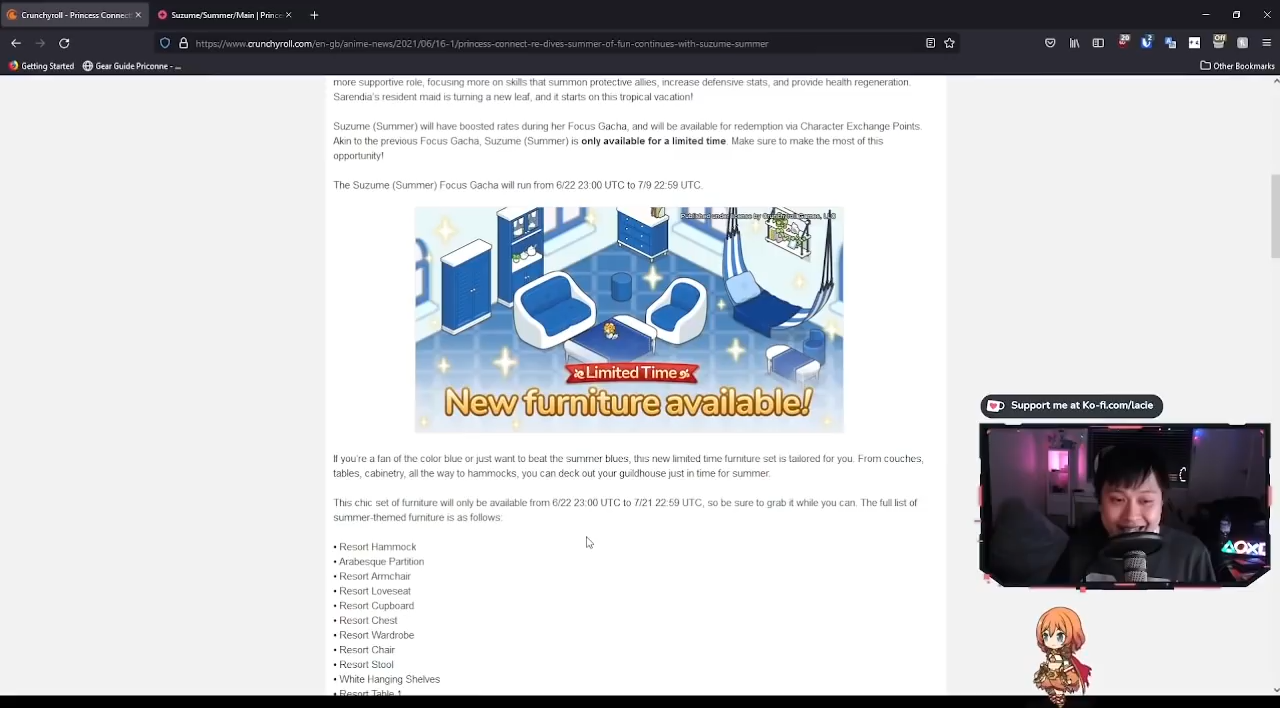 Crunchyroll - Princess Connect
Suzume/Summer/Main | Prince
https://www.crunchyroll.com/en-gb/anime-news/2021/06/16-1/princess-connect-re-dives-summer-of-fun-continues-with-suzume-summer
Getting Started
Gear Guide Priconne - ...
Other Bookmarks
more supportive role, focusing more on skills that summon protective allies, increase defensive stats, and provide health regeneration.
Sarendia's resident maid is turning a new leaf, and it starts on this tropical vacation!
Suzume (Summer) will have boosted rates during her Focus Gacha, and will be available for redemption via Character Exchange Points.
Akin to the previous Focus Gacha, Suzume (Summer) is only available for a limited time. Make sure to make the most of this
opportunity!
The Suzume (Summer) Focus Gacha will run from 6/22 23:00 UTC to 7/9 22:59 UTC.
Published under license by Crunchyroll Games, LLC
Limited Time
New furniture available!
If you're a fan of the color blue or just want to beat the summer blues, this new limited time furniture set is tailored for you. From couches,
tables, cabinetry, all the way to hammocks, you can deck out your guildhouse just in time for summer.
This chic set of furniture will only be available from 6/22 23:00 UTC to 7/21 22:59 UTC, so be sure to grab it while you can. The full list of
summer-themed furniture is as follows:
• Resort Hammock
• Arabesque Partition
• Resort Armchair
• Resort Loveseat
• Resort Cupboard
• Resort Chest
• Resort Wardrobe
• Resort Chair
• Resort Stool
• White Hanging Shelves
• Resort Table 1
Support me at Ko-fi.com/lacie